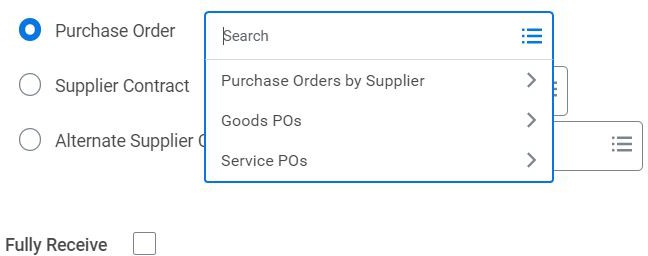 Purchase Order
Search
Supplier Contract
Purchase Orders by Supplier
Alternate Supplier
Goods POs
Service POs
Fully Receive